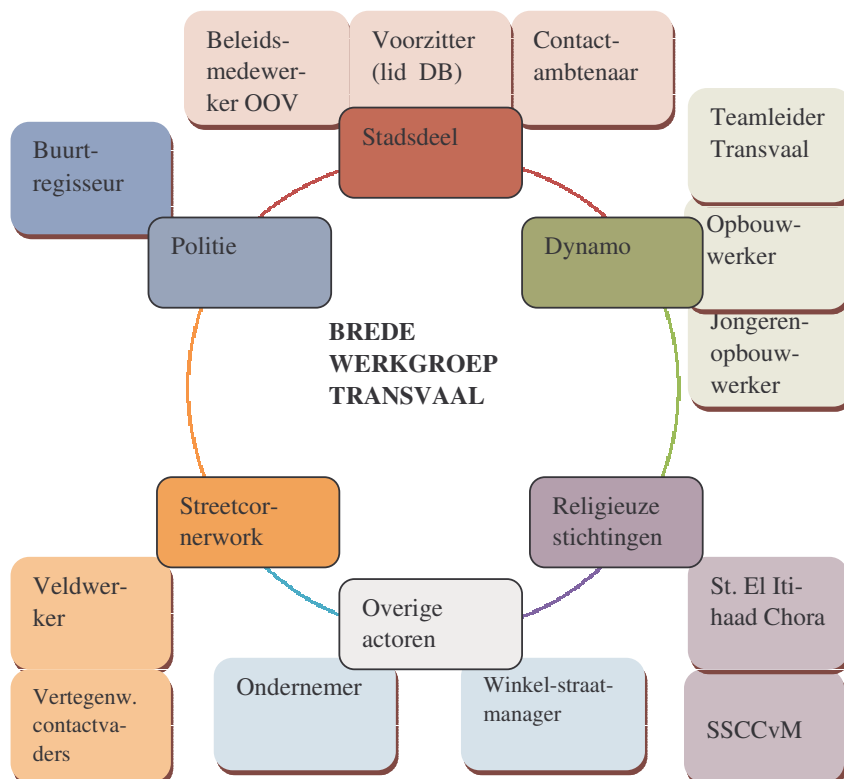 Beleids-
medewer-
ker OOV
Voorzitter
(lid DB)
Contact-
ambtenaar
Stadsdeel
Teamleider
Transvaal
Buurt-
regisseur
Politie
Dynamo
Opbouw-
werker
Jongeren-
opbouw-
werker
BREDE
WERKGROEP
TRANSVAAL
Streetcor-
nerwork
Religieuze
stichtingen
Veldwer-
ker
Overige
actoren
St. El Iti-
haad Chora
Vertegenw.
contactva-
ders
Ondernemer
Winkel-straat-
manager
SSCCvM